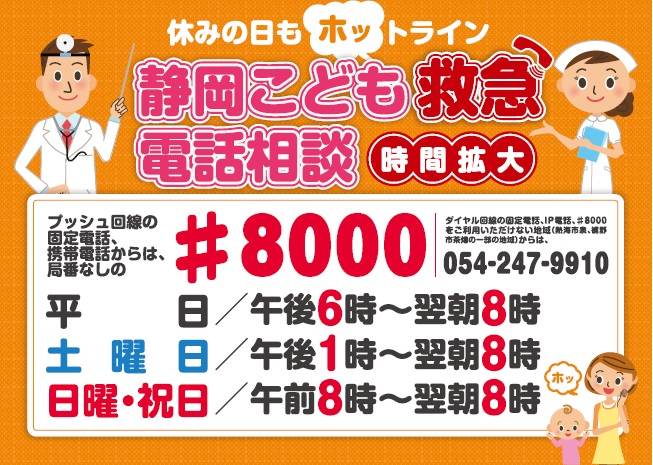 休みの日もホットライン
静岡こども救急
電話相談 時間拡大
プッシュ回線の
固定電話、
携帯電話からは、
局番なしの
♯8000
ダイヤル回線の固定電話、IP電話、♯8000
をご利用いただけない地域(熱海市泉、裾野
市茶畑の一部の地域)からは、
054-247-9910
平日/午後6時〜翌朝8時
土曜日/午後1時〜翌朝8時
日曜・祝日/午前8時〜翌朝8時
ホッ